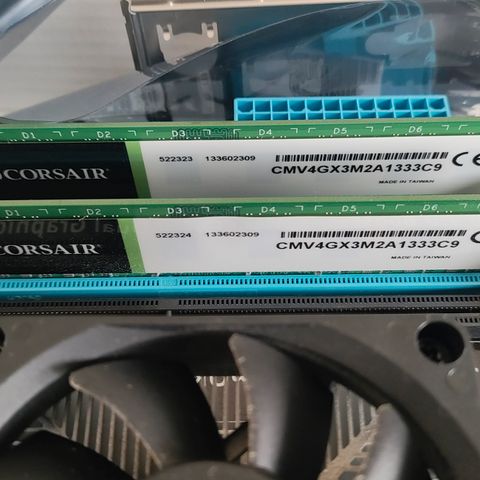 D1 D2 D3 D4 D5 D6
CORSAIR
522323 133602309
CMV4GX3M2A1333C9
CE
MADE IN TAIWAN
D1 D2 D3 D4 D5 D6
CORSAIR
522324 133602309
CMV4GX3M2A1333C9
MADE IN TAIWAN